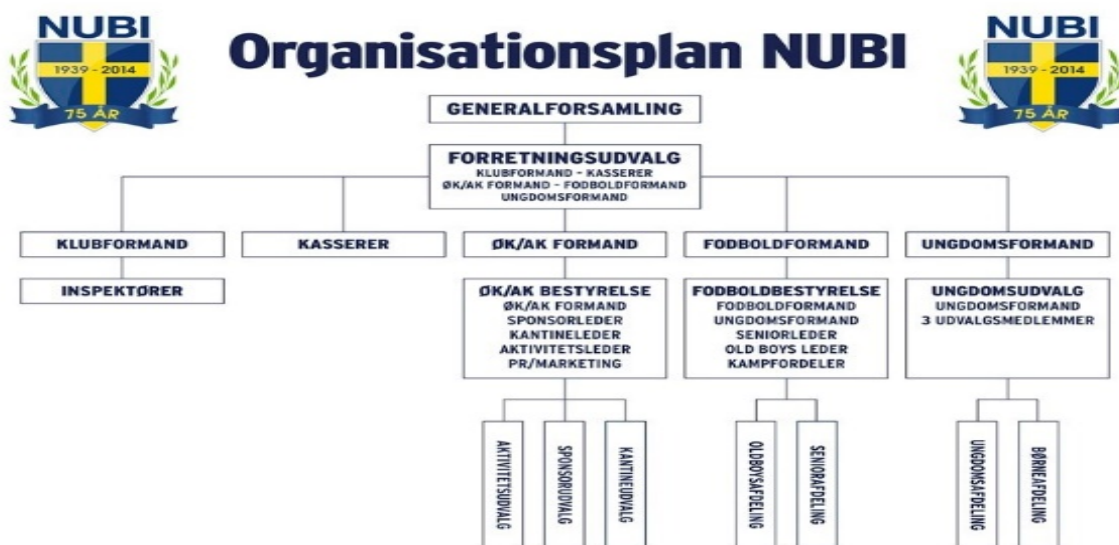 NUBI
1939 - 2014
75 ÅR
Organisationsplan NUBI
NUBI
1939 - 2014
75 ÅR
GENERALFORSAMLING
FORRETNINGSUDVALG
KLUBFORMAND - KASSERER
ØK/AK FORMAND - FODBOLDFORMAND
UNGDOMSFORMAND
KLUBFORMAND
KASSERER
ØK/AK FORMAND
FODBOLDFORMAND
UNGDOMSFORMAND
INSPEKTØRER
ØK/AK BESTYRELSE
ØK/AK FORMAND
SPONSORLEDER
KANTINELEDER
AKTIVITETSLEDER
PR/MARKETING
FODBOLDBESTYRELSE
FODBOLDFORMAND
UNGDOMSFORMAND
SENIORLEDER
OLD BOYS LEDER
KAMPFORDELER
UNGDOMSUDVALG
UNGDOMSFORMAND
3 UDVALGSMEDLEMMER
AKTIVITETSUDVALG
SPONSORUDVALG
KANTINEUDVALG
OLDBOYSAFDELING
SENIORAFDELING
UNGDOMSAFDELING
BØRNEAFDELING